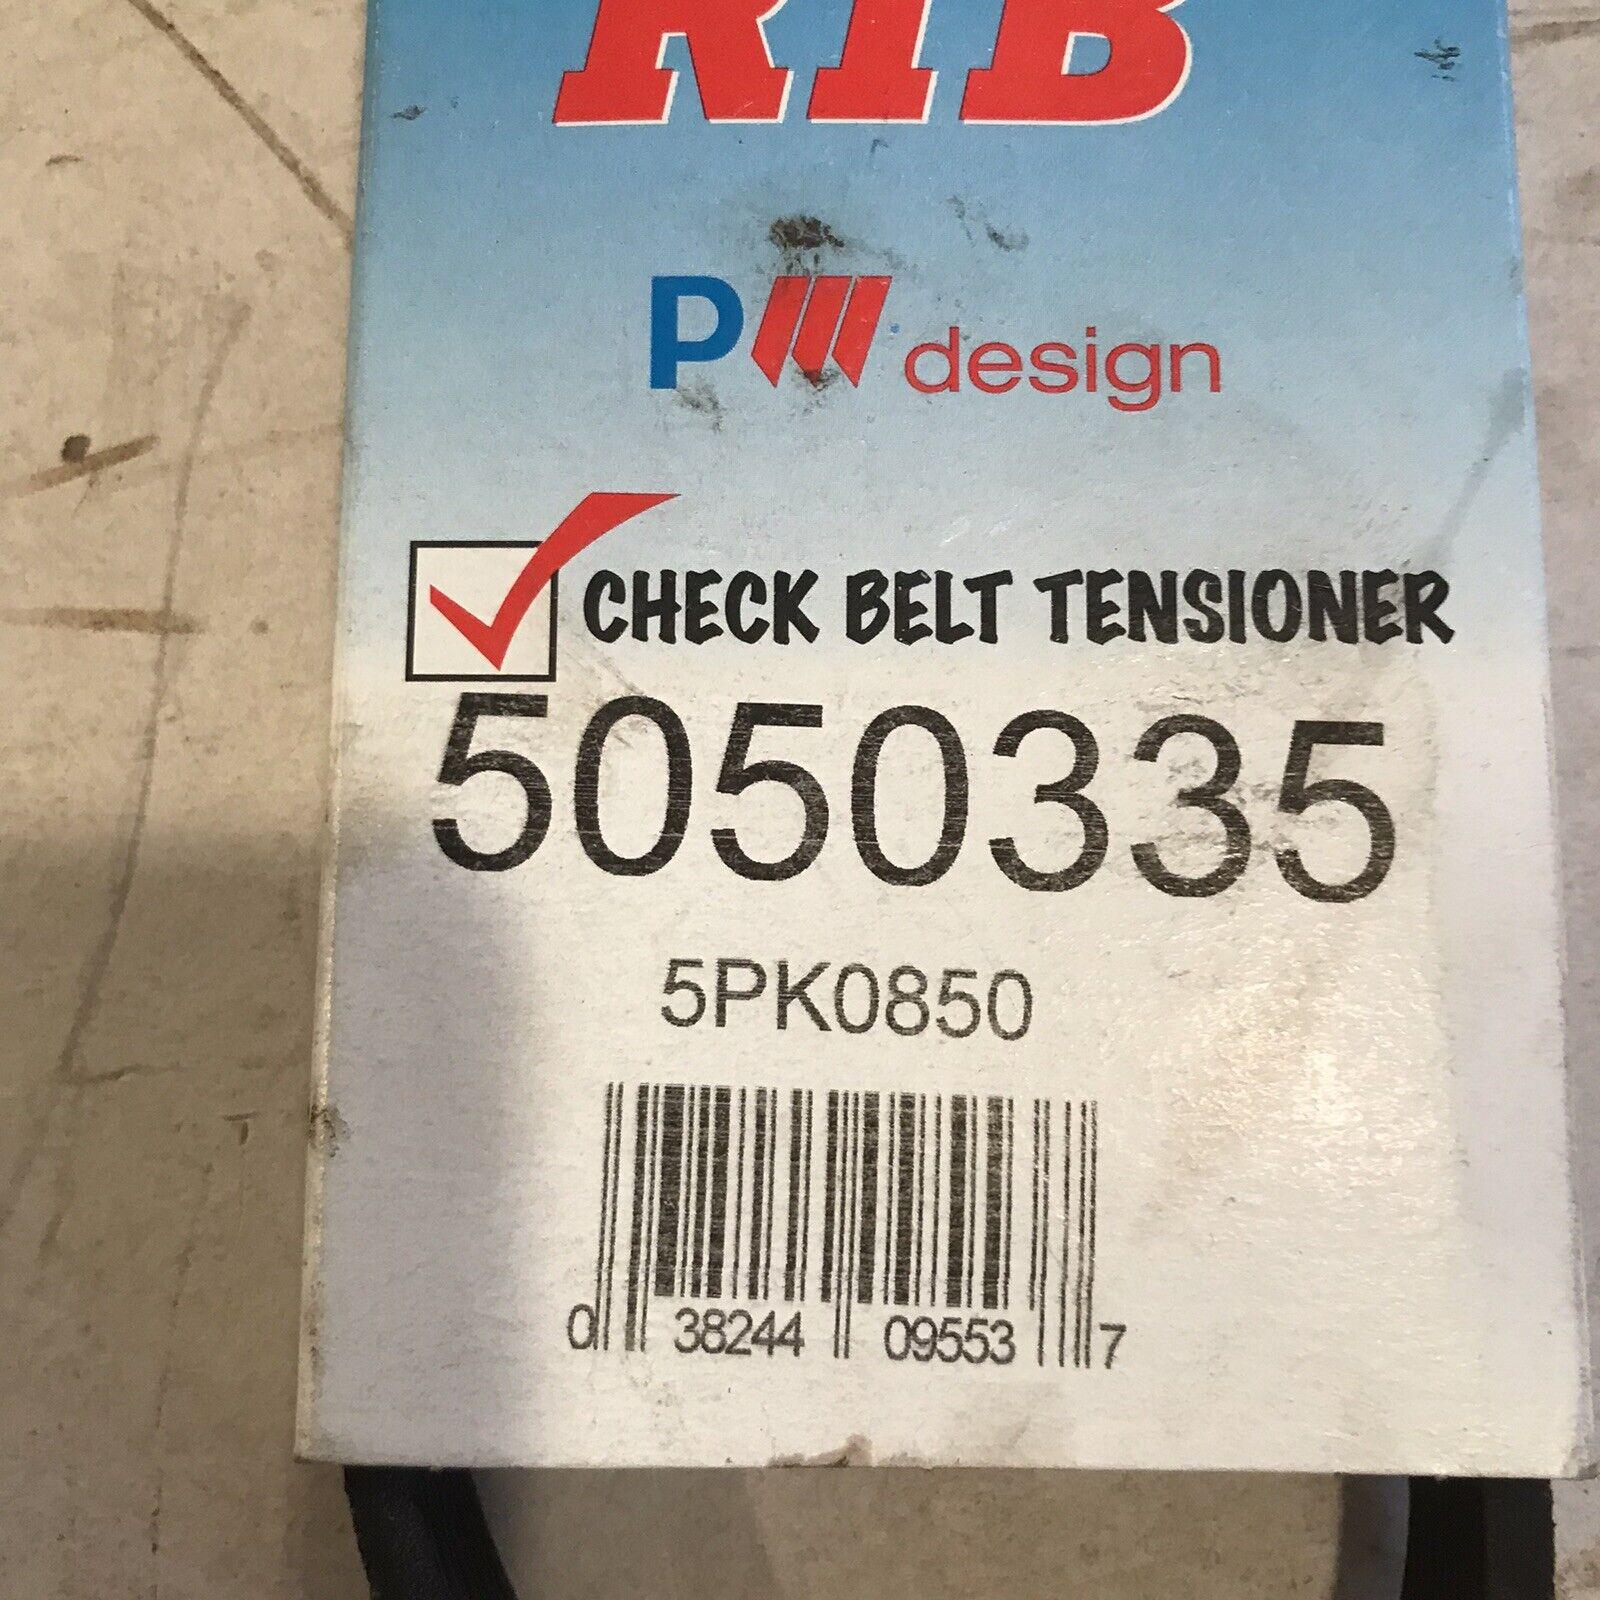 RIB
P design
CHECK BELT TENSIONER
5050335
5PK0850
0 38244 09553 7